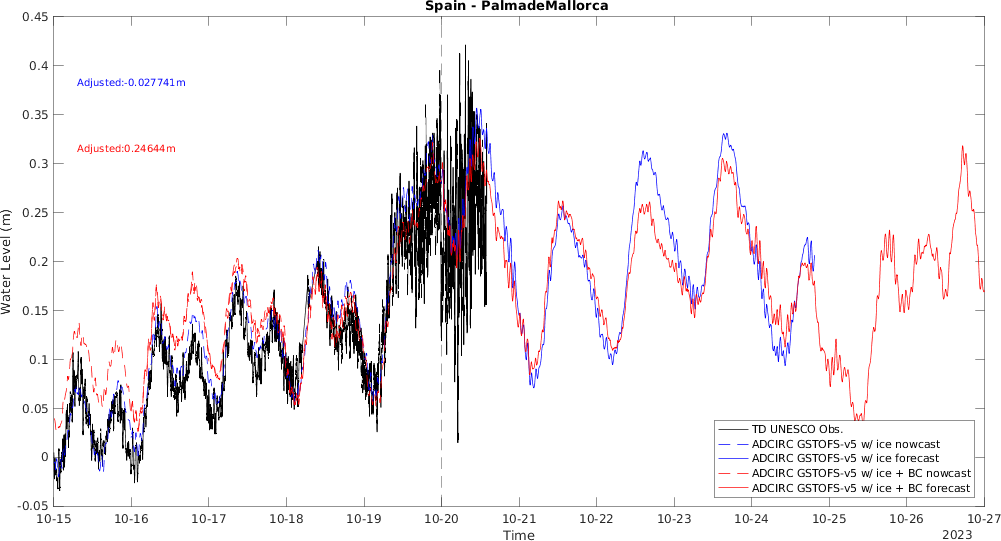 Spain - PalmadeMallorca
0.45
0.4
0.35
0.3
0.25
0.2
0.15
0.1
0.05
0
-0.05
Water Level (m)
Adjusted:-0.027741m
Adjusted:0.24644m
TD UNESCO Obs.
ADCIRC GSTOFS-v5 w/ ice nowcast
ADCIRC GSTOFS-v5 w/ ice forecast
ADCIRC GSTOFS-v5 w/ ice + BC nowcast
ADCIRC GSTOFS-v5 w/ ice + BC forecast
10-15 10-16 10-17 10-18 10-19 10-20 10-21 10-22 10-23 10-24 10-25 10-26 10-27
Time
2023